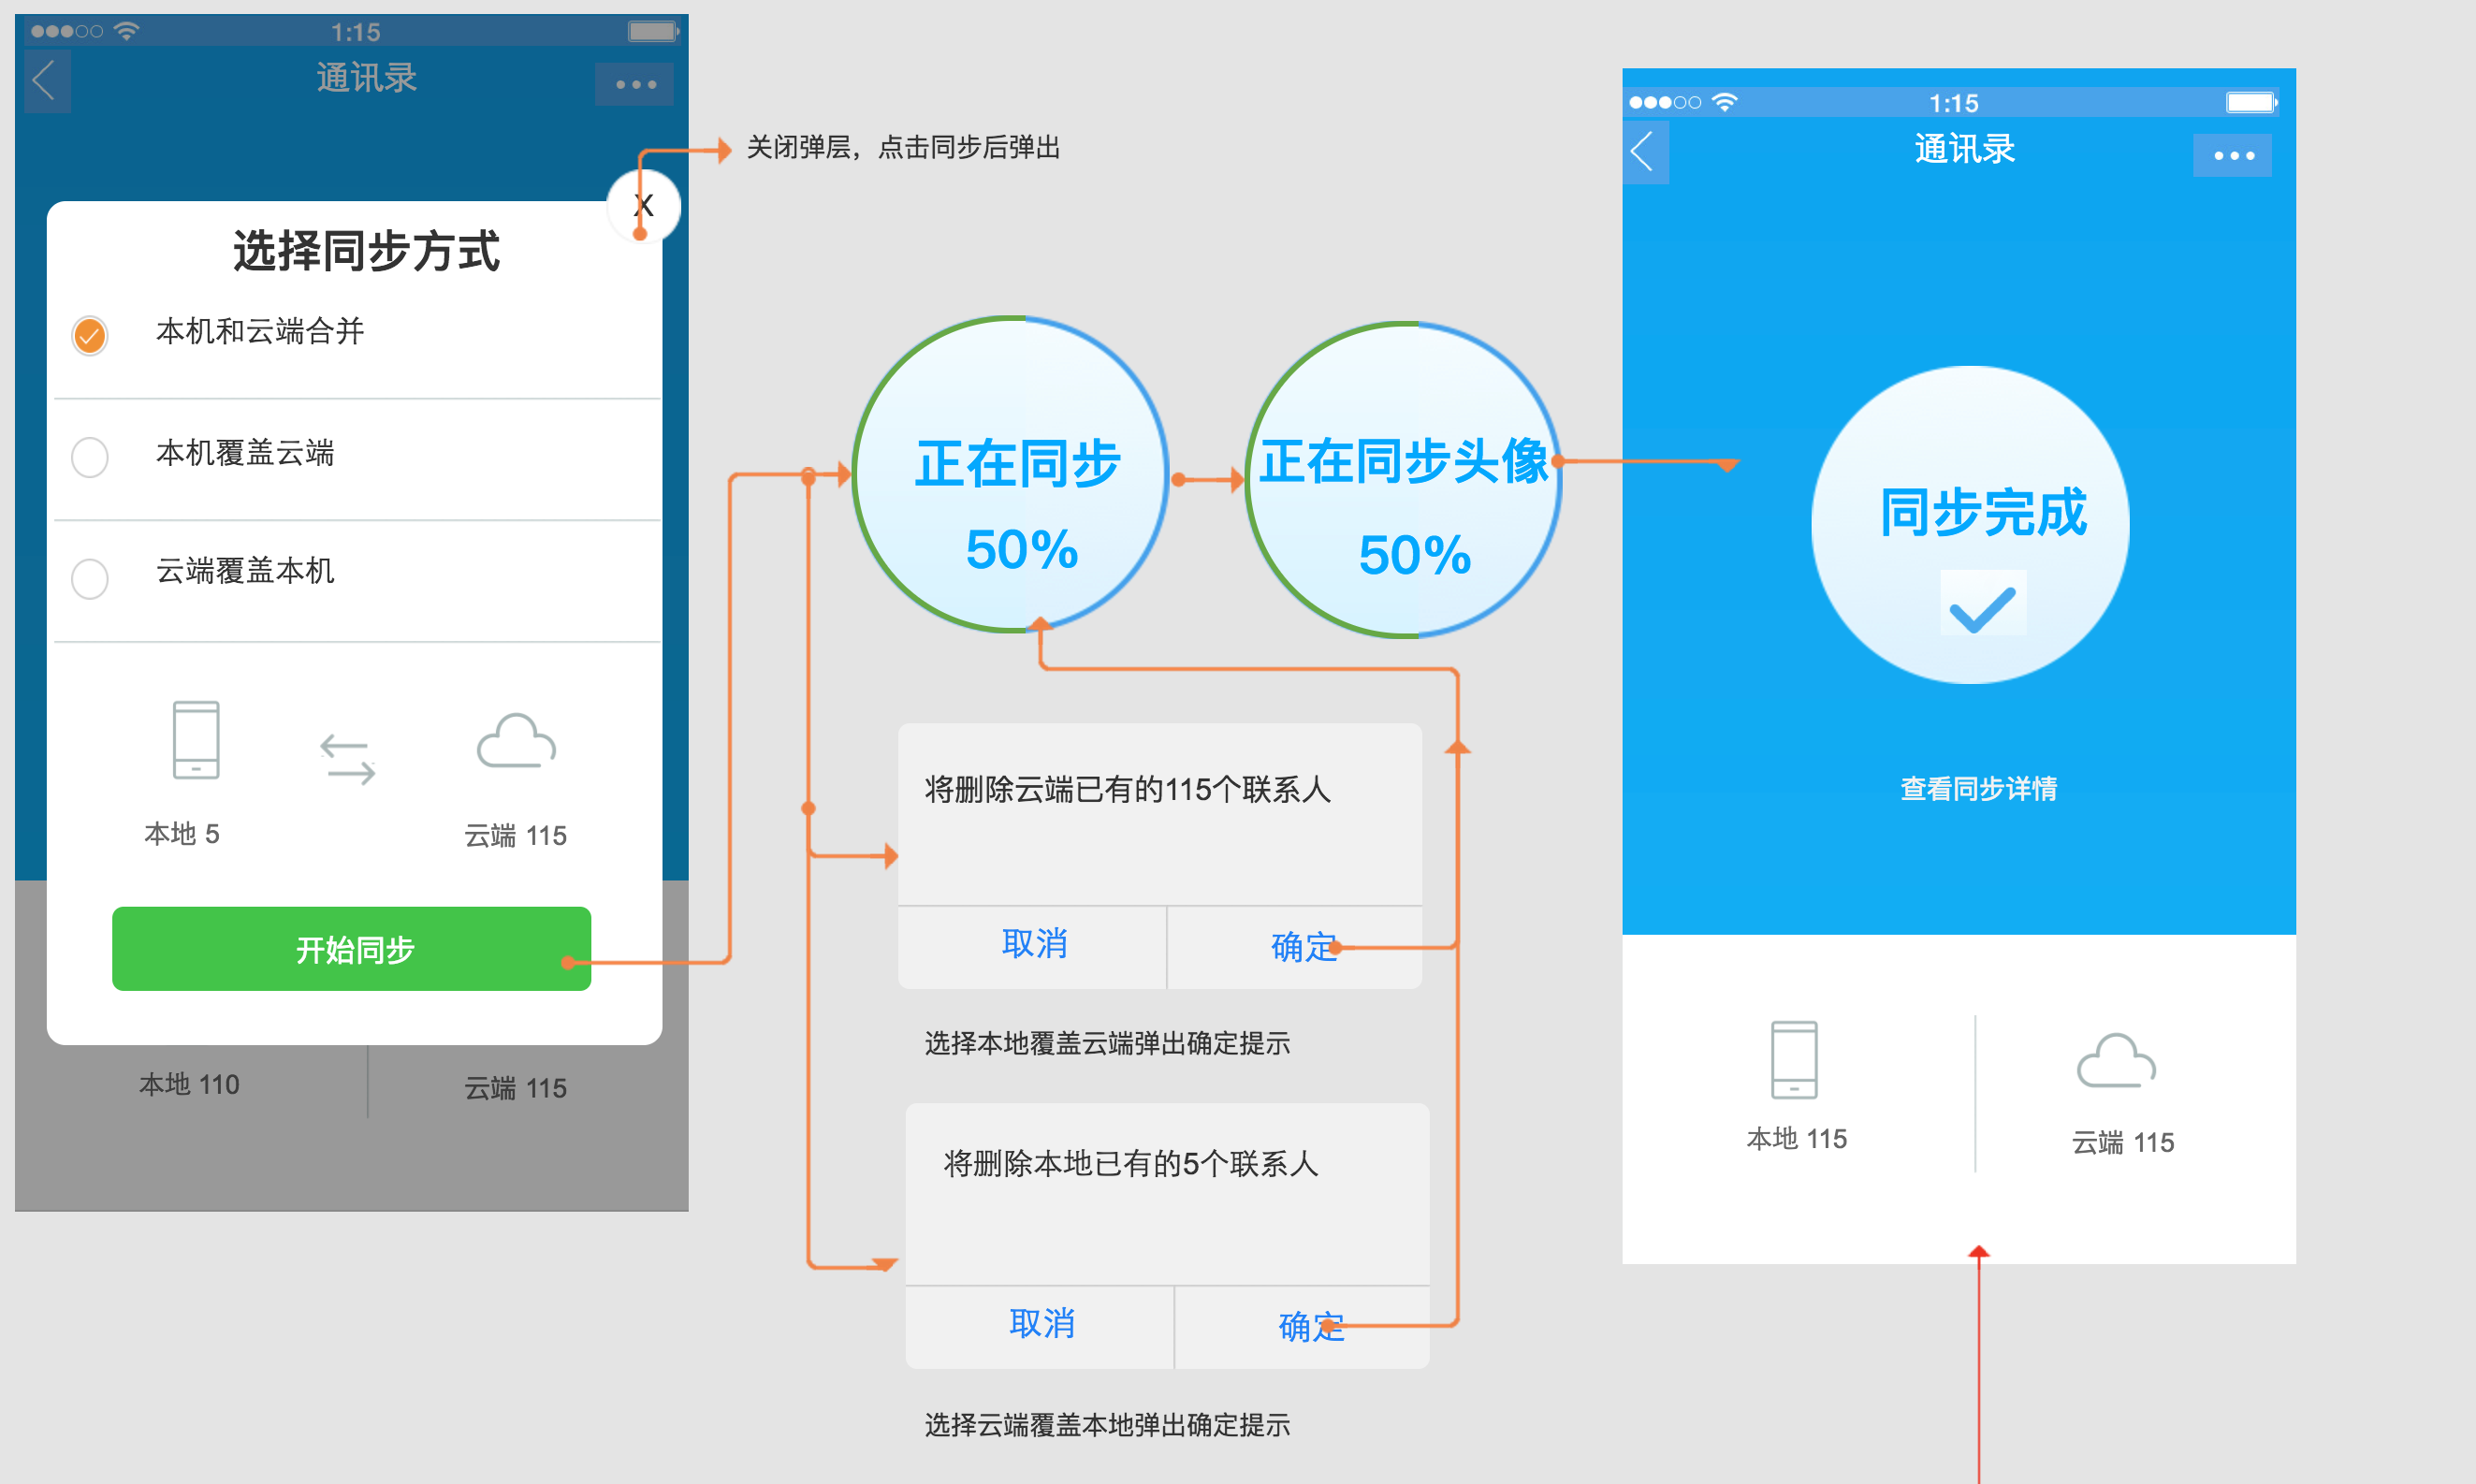 1:15
通讯录
X
选择同步方式
本机和云端合并
本机覆盖云端
云端覆盖本机
本地 5
云端 115
开始同步
本地 110
云端 115
关闭弹层，点击同步后弹出
正在同步
50%
正在同步头像
50%
将删除云端已有的115个联系人
取消
确定
选择本地覆盖云端弹出确定提示
将删除本地已有的5个联系人
取消
确定
选择云端覆盖本地弹出确定提示
1:15
通讯录
同步完成
查看同步详情
本地 115
云端 115